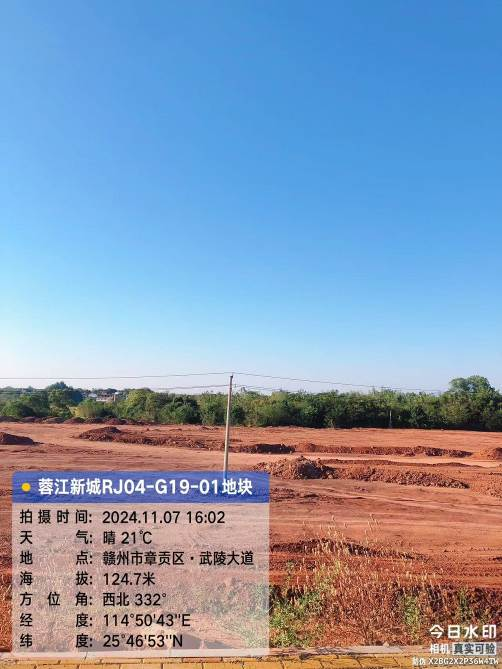 蓉江新城RJ04-G19-01地块
拍摄时间: 2024.11.07 16:02
天气: 晴 21℃
地点: 赣州市章贡区·武陵大道
海拔: 124.7米
方位角: 西北 332°
经度: 114°50'43"E
纬度: 25°46'53"N
今日水印
相机 真实可验
防伪 X2BG2X2P36W4TW